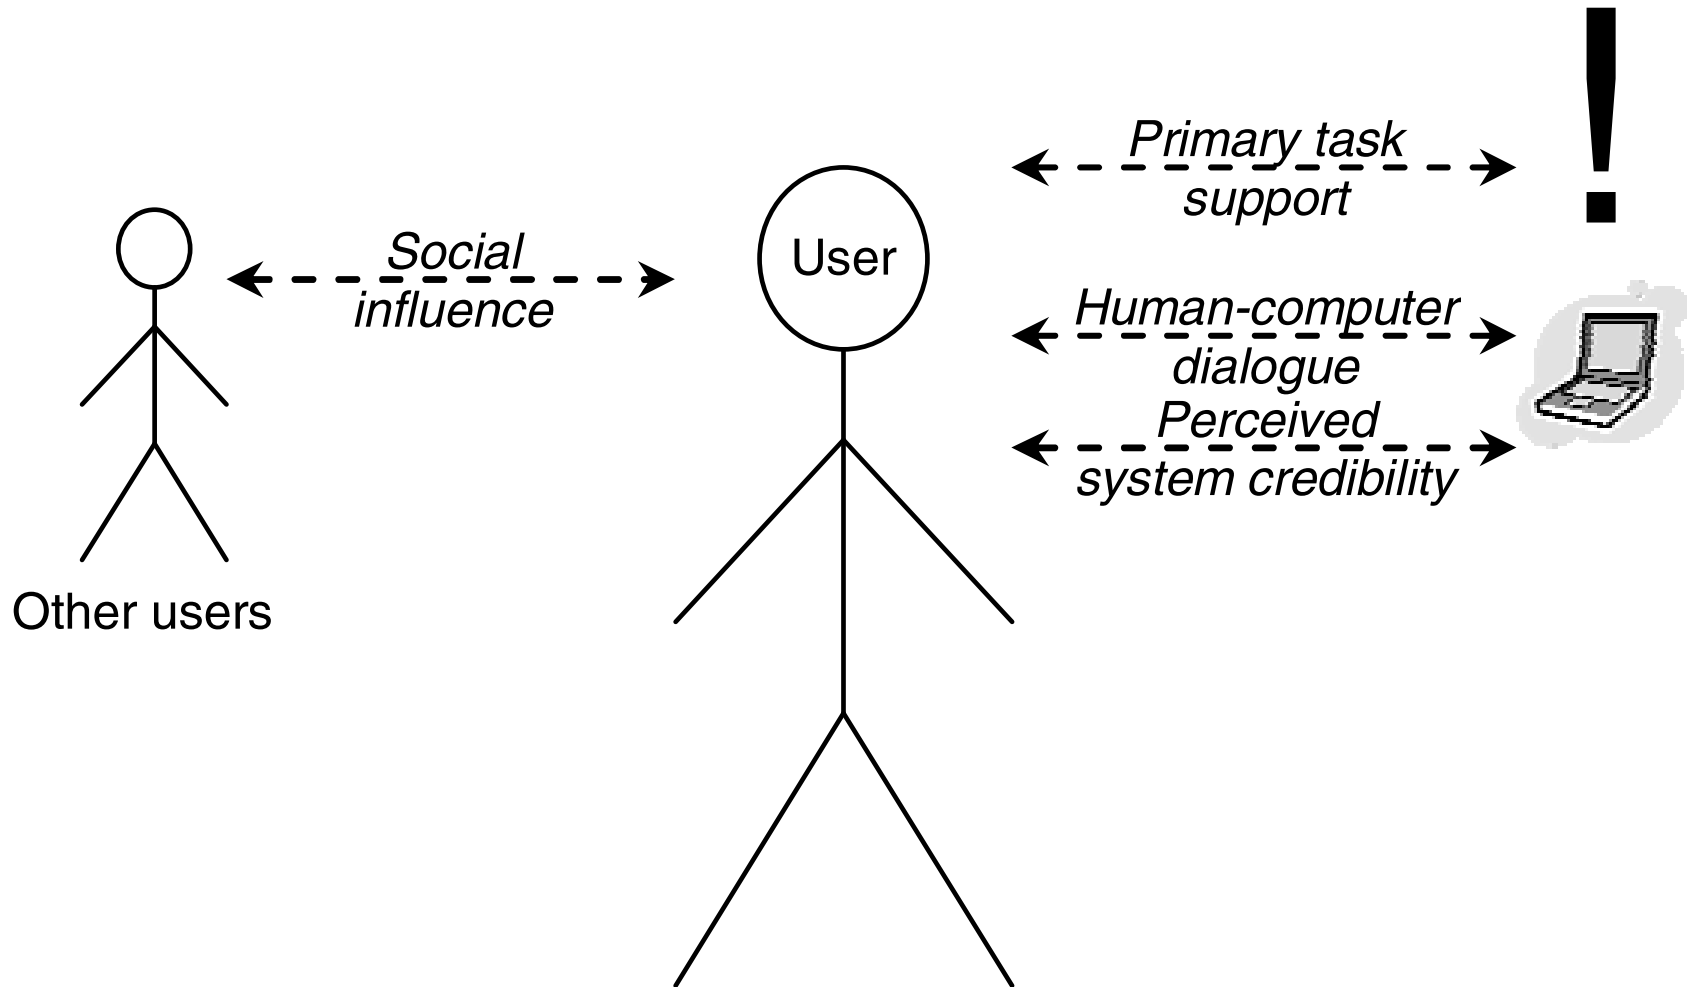 Social
influence
Other users
User
Primary task
support
!
Human-computer
dialogue
Perceived
system credibility